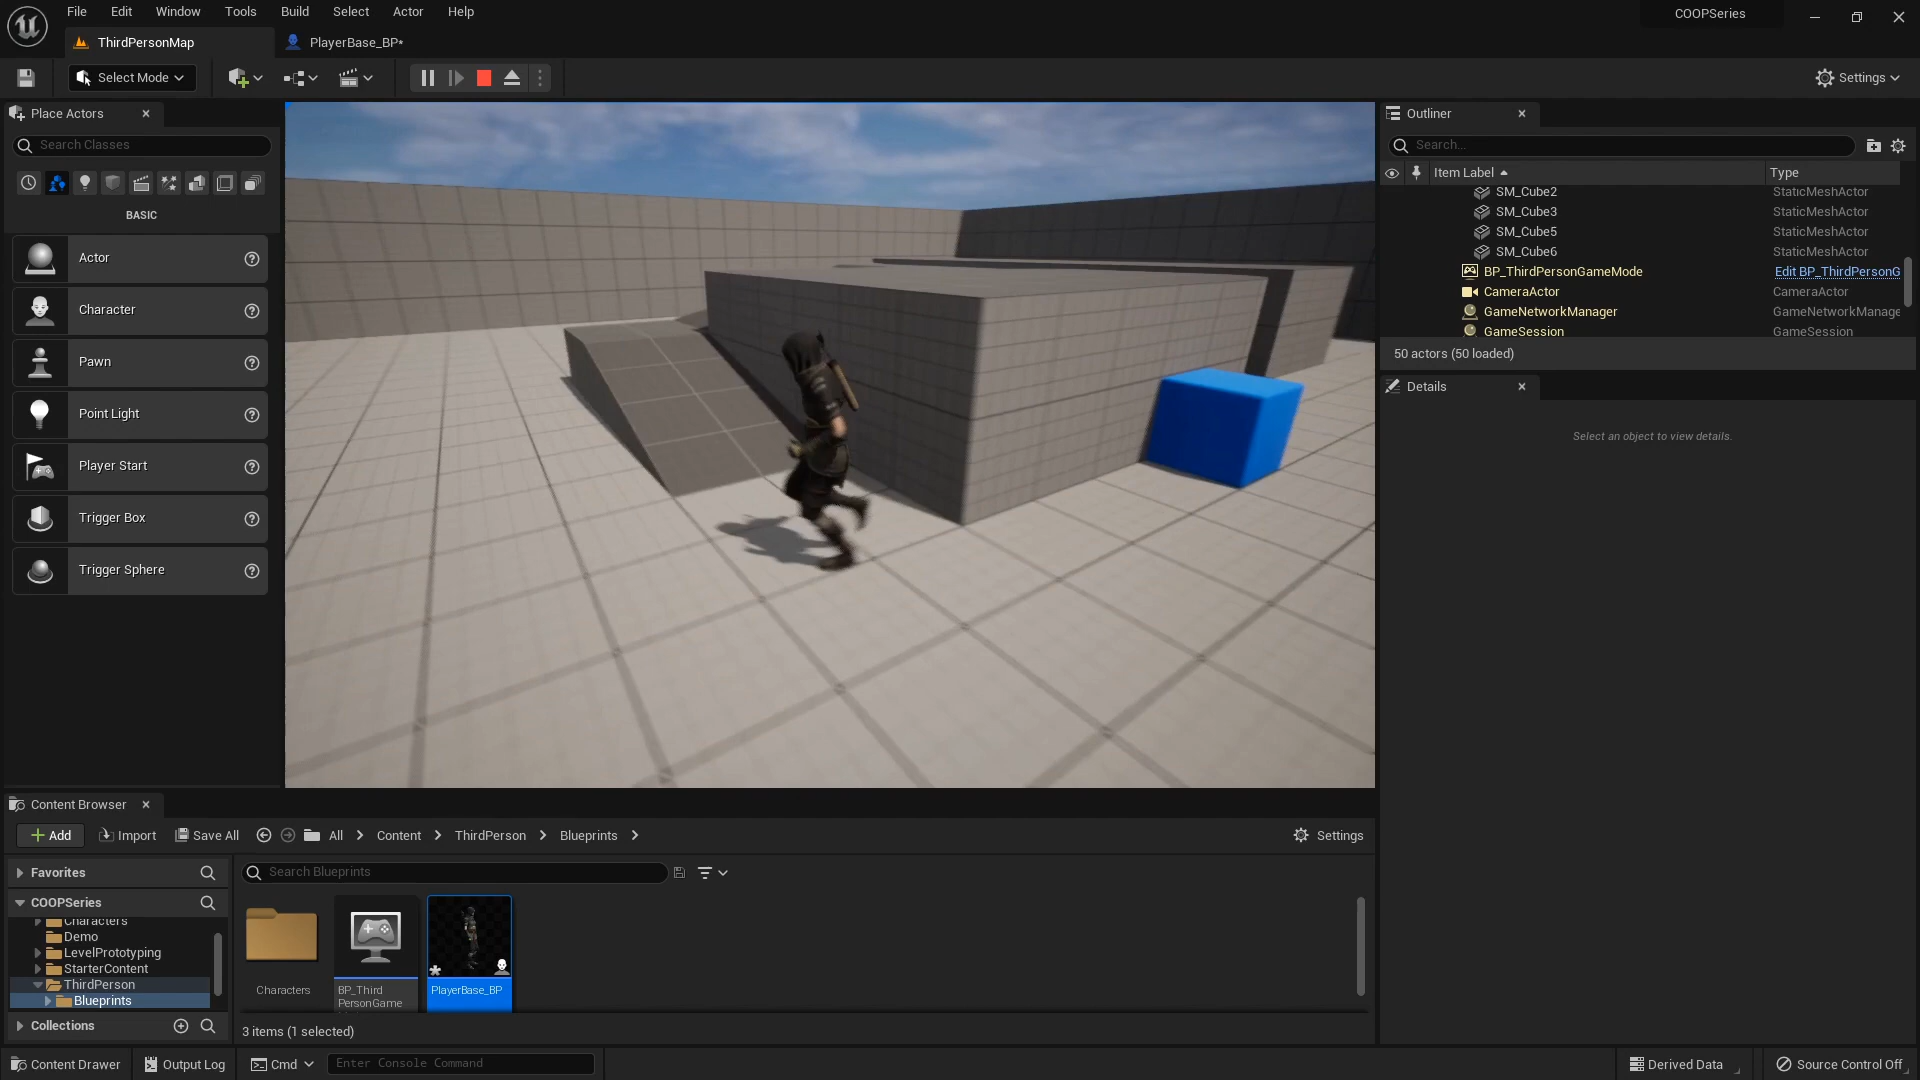 File Edit Window Tools Build Select Actor Help
COOPSeries
ThirdPersonMap
PlayerBase_BP*
Select Mode
Settings
Place Actors
Search Classes
BASIC
Actor
Character
Pawn
Point Light
Player Start
Trigger Box
Trigger Sphere
Outliner
Search...
Item Label
Type
SM_Cube2 StaticMeshActor
SM_Cube3 StaticMeshActor
SM_Cube5 StaticMeshActor
SM_Cube6 StaticMeshActor
BP_ThirdPersonGameMode Edit BP_ThirdPersonG
CameraActor CameraActor
GameNetworkManager GameNetworkManage
GameSession GameSession
50 actors (50 loaded)
Details
Select an object to view details.
Content Browser
Add Import Save All All Content ThirdPerson Blueprints
Settings
Favorites
COOPSeries
Characters
Demo
LevelPrototyping
StarterContent
ThirdPerson
Blueprints
Collections
Search Blueprints
Characters
BP_Third
PersonGame
PlayerBase_BP
3 items (1 selected)
Content Drawer Output Log Cmd Enter Console Command
Derived Data Source Control Off